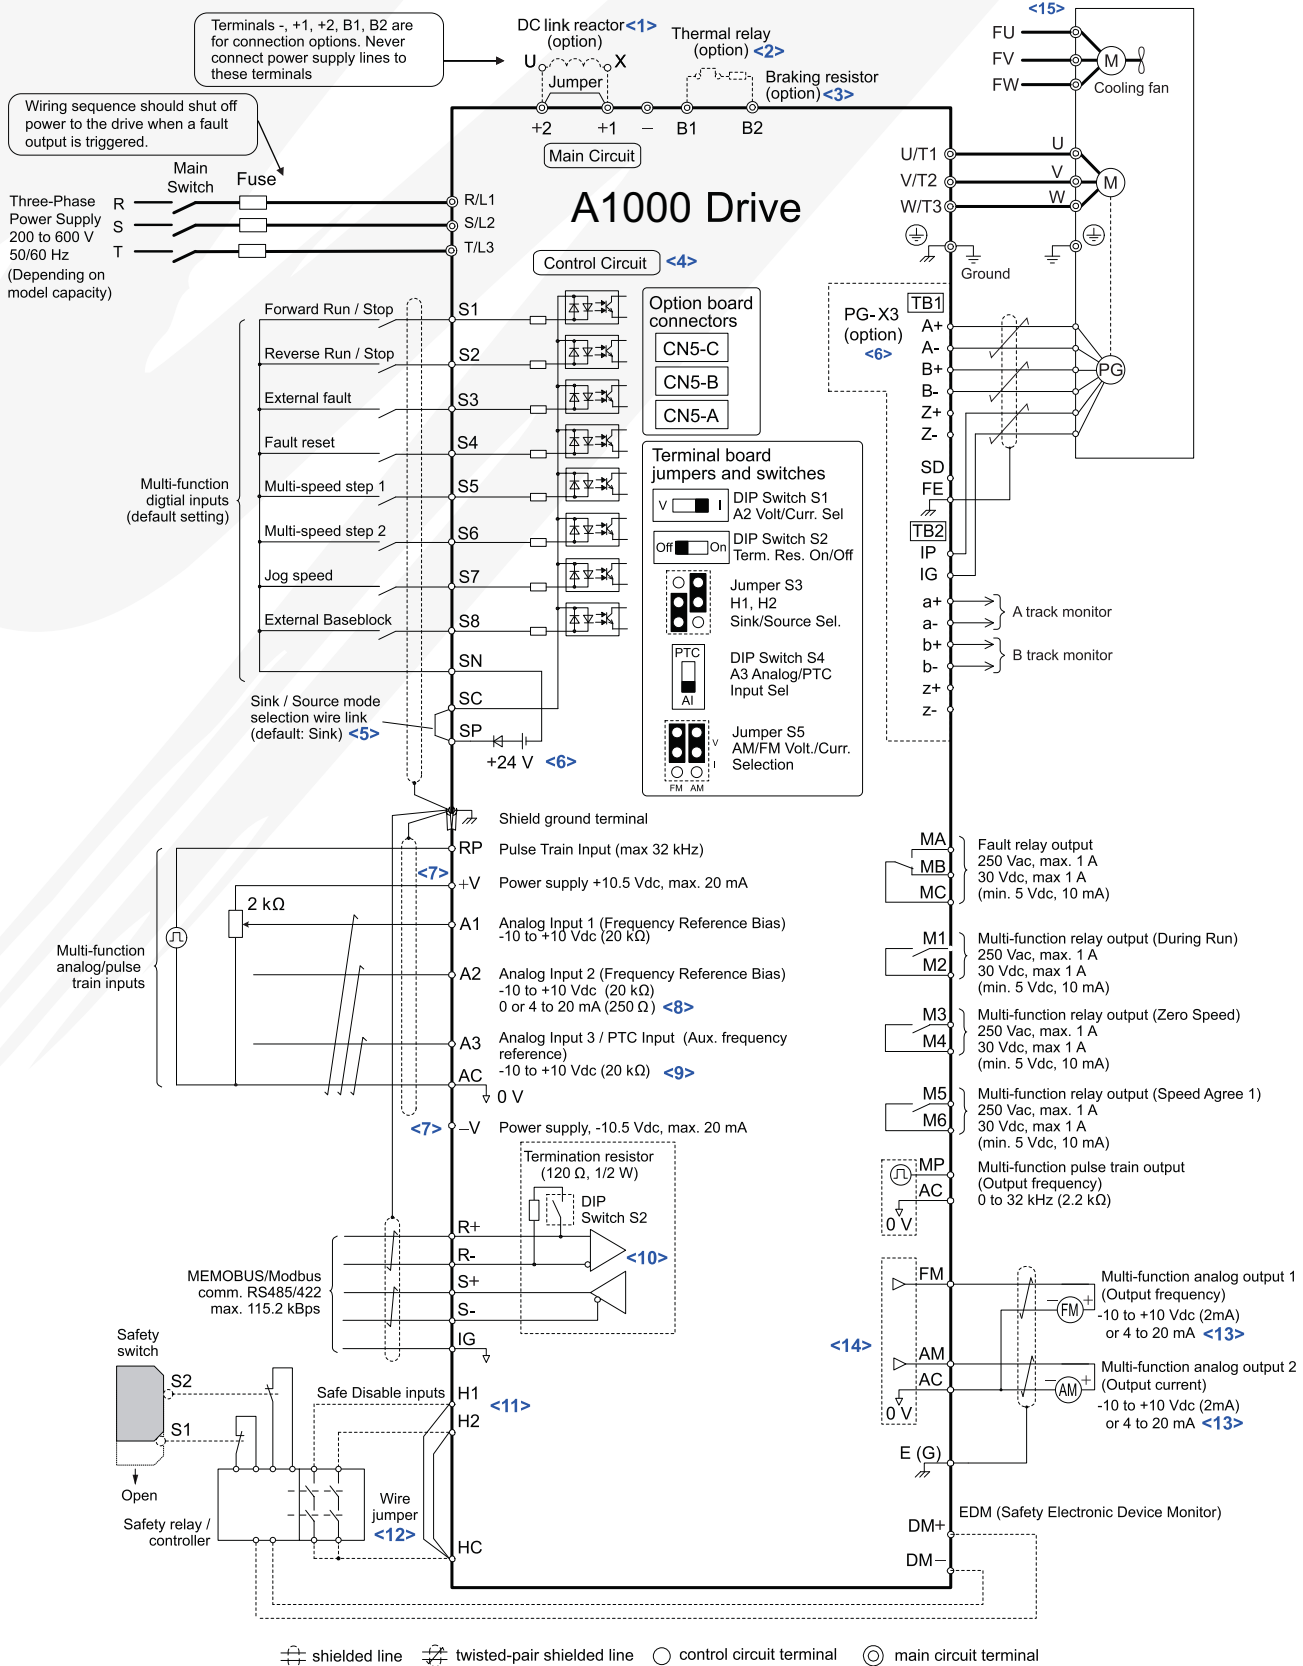 Terminals -, +1, +2, B1, B2 are
for connection options. Never
connect power supply lines to
these terminals
DC link reactor <1>
(option)
U X
Jumper
Thermal relay
(option) <2>
Braking resistor
(option) <3>
<15>
FU
FV
FW
M
Cooling fan
Wiring sequence should shut off
power to the drive when a fault
output is triggered.
+2 +1 – B1 B2
Main Circuit
Main
Switch
Fuse
Three-Phase
Power Supply
200 to 600 V
50/60 Hz
(Depending on
model capacity)
R
S
T
R/L1
S/L2
T/L3
A1000 Drive
U/T1 U
V/T2 V
W/T3 W
M
Ground
Control Circuit <4>
Multi-function
digtial inputs
(default setting)
Forward Run / Stop S1
Reverse Run / Stop S2
External fault S3
Fault reset S4
Multi-speed step 1 S5
Multi-speed step 2 S6
Jog speed S7
External Baseblock S8
SN
SC
SP
Sink / Source mode
selection wire link
(default: Sink) <5>
+24 V <6>
Option board
connectors
CN5-C
CN5-B
CN5-A
Terminal board
jumpers and switches
V I
DIP Switch S1
A2 Volt/Curr. Sel
Off On
DIP Switch S2
Term. Res. On/Off
Jumper S3
H1, H2
Sink/Source Sel.
PTC
AI
DIP Switch S4
A3 Analog/PTC
Input Sel
V
I
FM AM
Jumper S5
AM/FM Volt./Curr.
Selection
PG-X3
(option)
<6>
TB1
A+
A-
B+
B-
Z+
Z-
SD
FE
PG
TB2
IP
IG
a+
a-
b+
b-
z+
z-
A track monitor
B track monitor
Shield ground terminal
Multi-function
analog/pulse
train inputs
2 kΩ
<7>
RP Pulse Train Input (max 32 kHz)
+V Power supply +10.5 Vdc, max. 20 mA
A1 Analog Input 1 (Frequency Reference Bias)
-10 to +10 Vdc (20 kΩ)
A2 Analog Input 2 (Frequency Reference Bias)
-10 to +10 Vdc (20 kΩ)
0 or 4 to 20 mA (250 Ω) <8>
A3 Analog Input 3 / PTC Input (Aux. frequency
reference)
-10 to +10 Vdc (20 kΩ) <9>
AC
0 V
<7> –V Power supply, -10.5 Vdc, max. 20 mA
MA
MB
MC
Fault relay output
250 Vac, max. 1 A
30 Vdc, max 1 A
(min. 5 Vdc, 10 mA)
M1
M2
Multi-function relay output (During Run)
250 Vac, max. 1 A
30 Vdc, max 1 A
(min. 5 Vdc, 10 mA)
M3
M4
Multi-function relay output (Zero Speed)
250 Vac, max. 1 A
30 Vdc, max 1 A
(min. 5 Vdc, 10 mA)
M5
M6
Multi-function relay output (Speed Agree 1)
250 Vac, max. 1 A
30 Vdc, max 1 A
(min. 5 Vdc, 10 mA)
MP
AC
0 V
Multi-function pulse train output
(Output frequency)
0 to 32 kHz (2.2 kΩ)
Termination resistor
(120 Ω, 1/2 W)
DIP
Switch S2
<10>
MEMOBUS/Modbus
comm. RS485/422
max. 115.2 kBps
R+
R-
S+
S-
IG
<14>
FM
AM
AC
0 V
E (G)
– FM +
Multi-function analog output 1
(Output frequency)
-10 to +10 Vdc (2mA)
or 4 to 20 mA <13>
– AM +
Multi-function analog output 2
(Output current)
-10 to +10 Vdc (2mA)
or 4 to 20 mA <13>
Safety
switch
S2
S1
Open
Safety relay /
controller
Safe Disable inputs
H1
H2
<11>
Wire
jumper
<12>
HC
EDM (Safety Electronic Device Monitor)
DM+
DM–
shielded line
twisted-pair shielded line
control circuit terminal
main circuit terminal